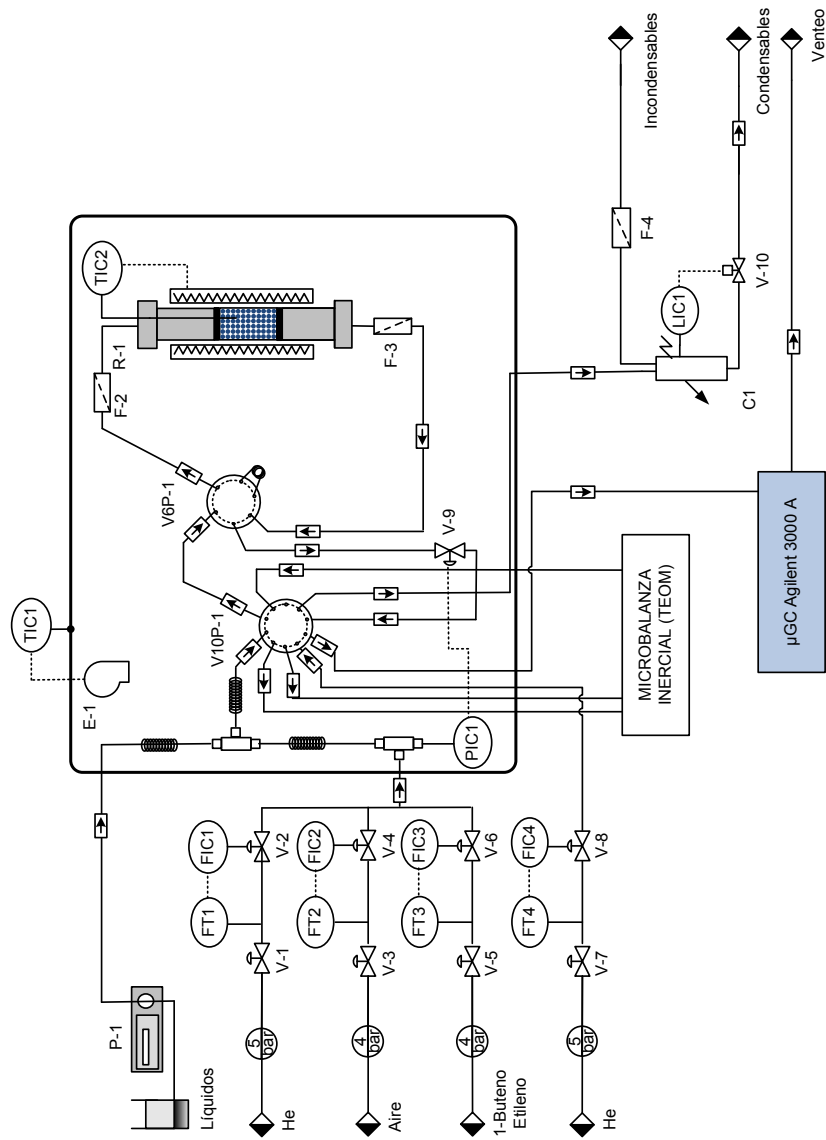 Líquidos
P-1
He
5
bar
V-1
FT1
FIC1
V-2
Aire
4
bar
V-3
FT2
FIC2
V-4
1-Buteno
Etileno
4
bar
V-5
FT3
FIC3
V-6
He
5
bar
V-7
FT4
FIC4
V-8
E-1
TIC1
PIC1
V10P-1
V6P-1
V-9
F-2
R-1
TIC2
F-3
MICROBALANZA
INERCIAL (TEOM)
µGC Agilent 3000 A
C1
LIC1
V-10
F-4
Incondensables
Condensables
Venteo